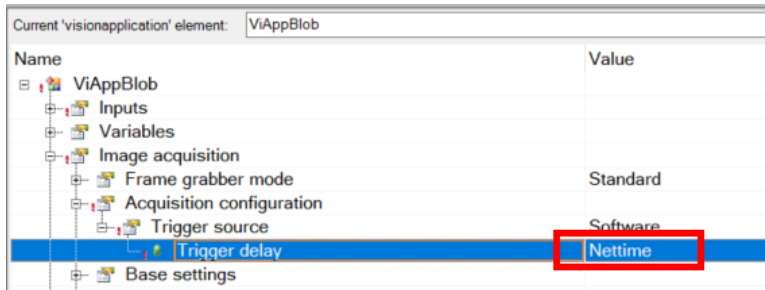 Current 'visionapplication' element: ViAppBlob
Name Value
ViAppBlob
Inputs
Variables
Image acquisition
Frame grabber mode Standard
Acquisition configuration
Trigger source Software
Trigger delay Nettime
Base settings